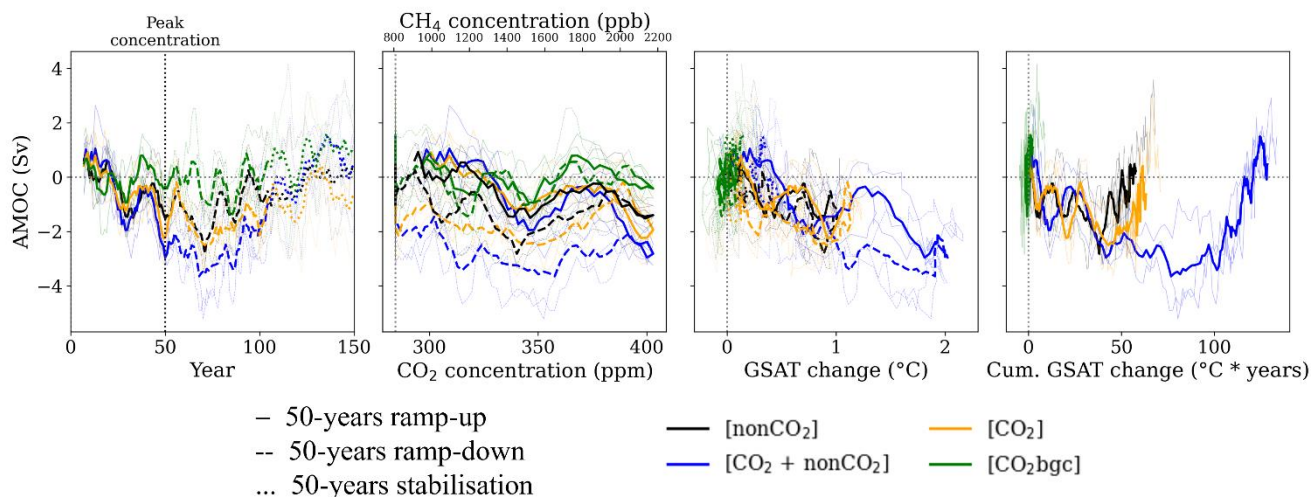 Peak
concentration
CH₄ concentration (ppb)
800 1000 1200 1400 1600 1800 2000 2200
AMOC (Sv)
4
2
0
−2
−4
0 50 100 150
300 350 400
0 1 2
0 50 100
Year
CO₂ concentration (ppm)
GSAT change (°C)
Cum. GSAT change (°C * years)
– 50-years ramp-up
-- 50-years ramp-down
... 50-years stabilisation
[nonCO₂]
[CO₂ + nonCO₂]
[CO₂]
[CO₂bgc]